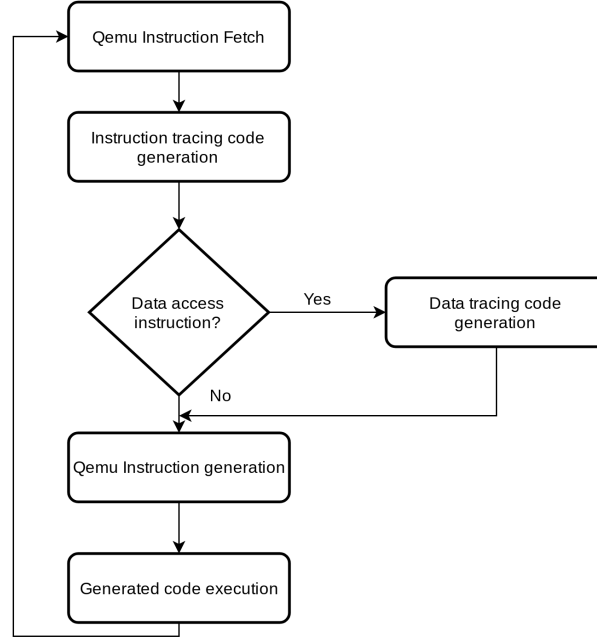 Qemu Instruction Fetch
Instruction tracing code
generation
Data access
instruction?
Yes
Data tracing code
generation
No
Qemu Instruction generation
Generated code execution